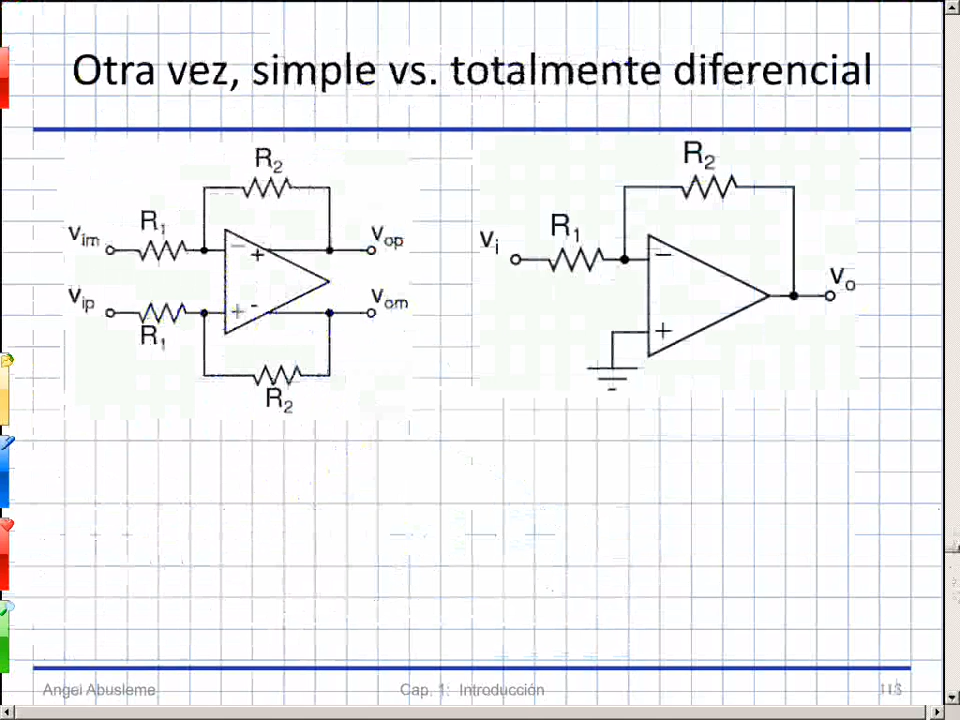 Otra vez, simple vs. totalmente diferencial
R2
R1
vim
vop
− +
vip
vom
+ -
R1
R2
R2
R1
vi
−
vo
+
Angel Abusleme Cap. 1: Introducción